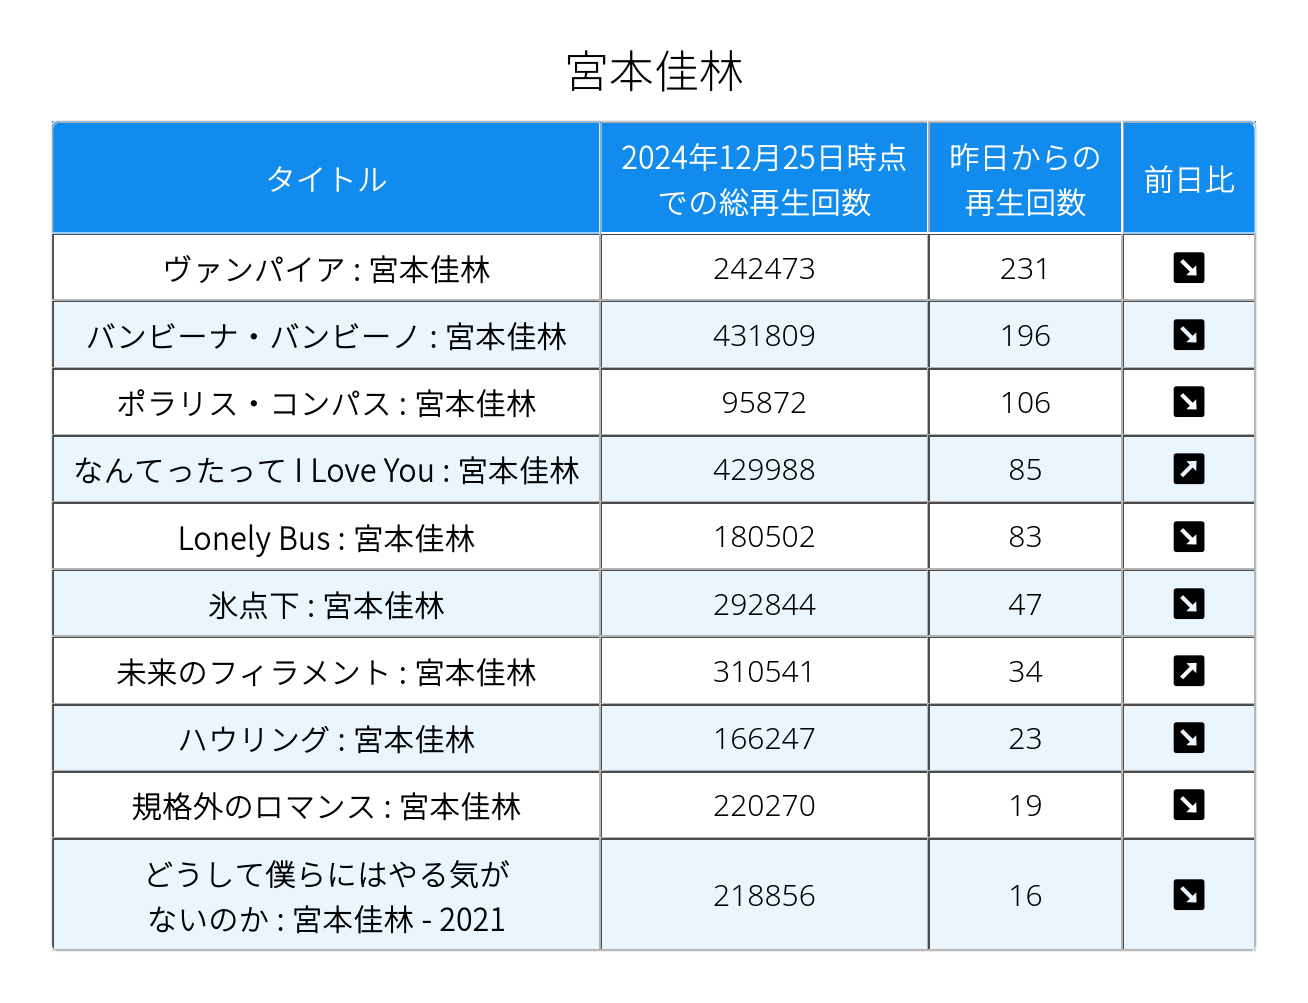 宮本佳林
タイトル
2024年12月25日時点
での総再生回数
昨日からの
再生回数
前日比
ヴァンパイア : 宮本佳林 242473 231 ↘
バンビーナ・バンビーノ : 宮本佳林 431809 196 ↘
ポラリス・コンパス : 宮本佳林 95872 106 ↘
なんてったって I Love You : 宮本佳林 429988 85 ↗
Lonely Bus : 宮本佳林 180502 83 ↘
氷点下 : 宮本佳林 292844 47 ↘
未来のフィラメント : 宮本佳林 310541 34 ↗
ハウリング : 宮本佳林 166247 23 ↘
規格外のロマンス : 宮本佳林 220270 19 ↘
どうして僕らにはやる気が
ないのか : 宮本佳林 - 2021 218856 16 ↘